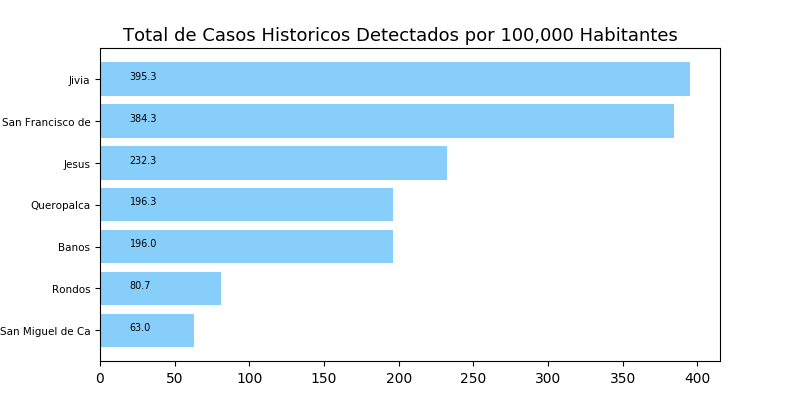 Total de Casos Historicos Detectados por 100,000 Habitantes
Jivia 395.3
San Francisco de 384.3
Jesus 232.3
Queropalca 196.3
Banos 196.0
Rondos 80.7
San Miguel de Ca 63.0
0 50 100 150 200 250 300 350 400